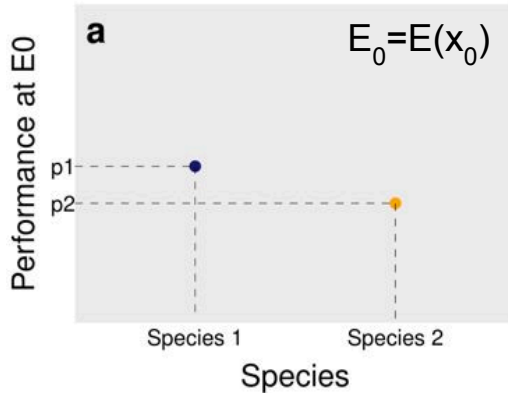 a
E₀=E(x₀)
Performance at E0
p1
p2
Species 1
Species 2
Species